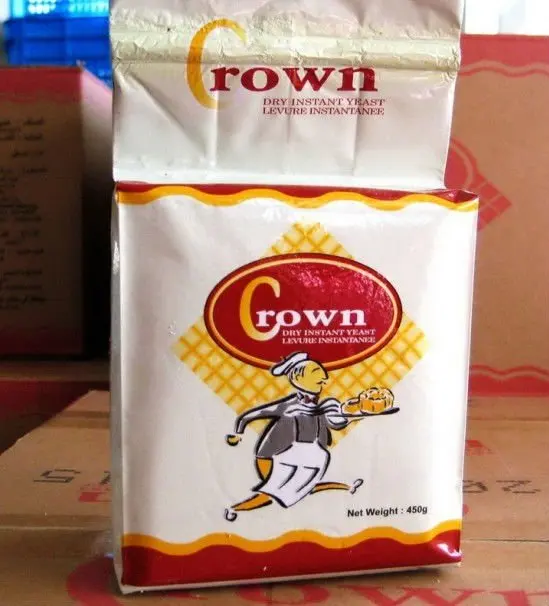 Crown
DRY INSTANT YEAST
LEVURE INSTANTANEE
Crown
DRY INSTANT YEAST
LEVURE INSTANTANEE
Net Weight : 450g